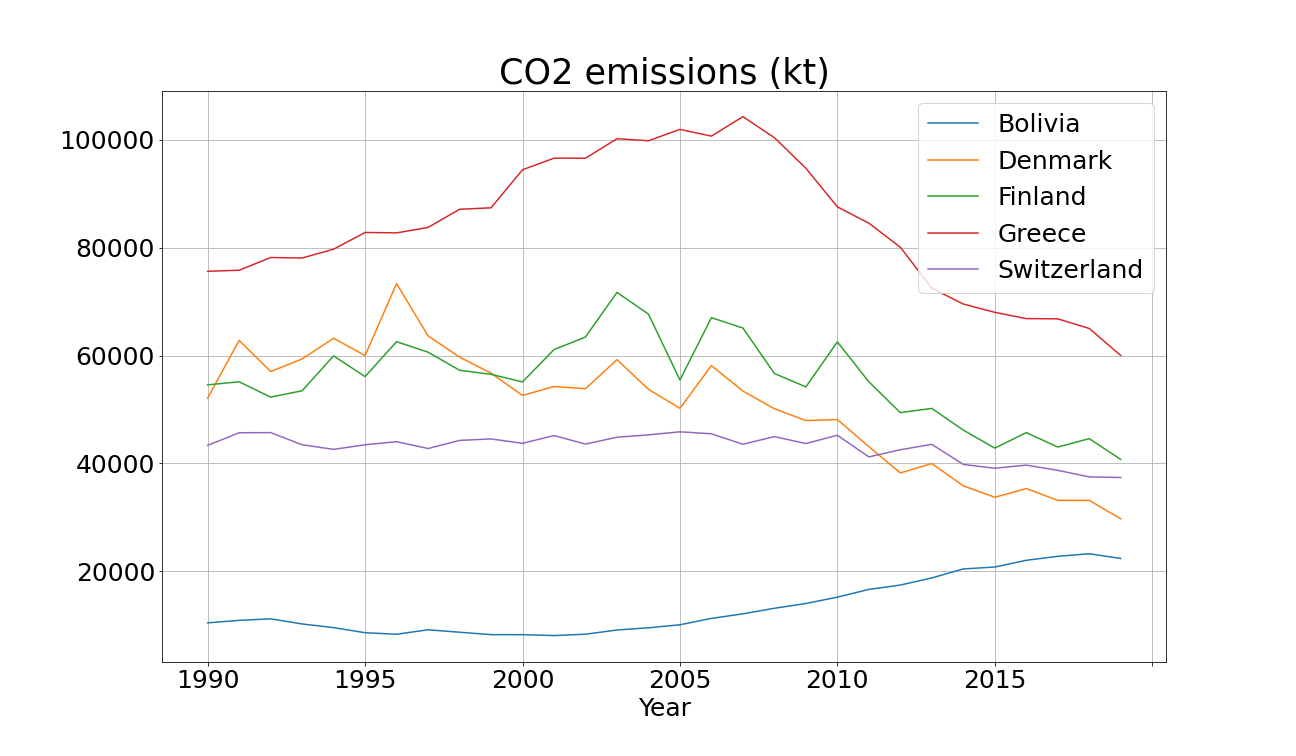 CO2 emissions (kt)
100000
80000
60000
40000
20000
1990 1995 2000 2005 2010 2015
Year
Bolivia
Denmark
Finland
Greece
Switzerland